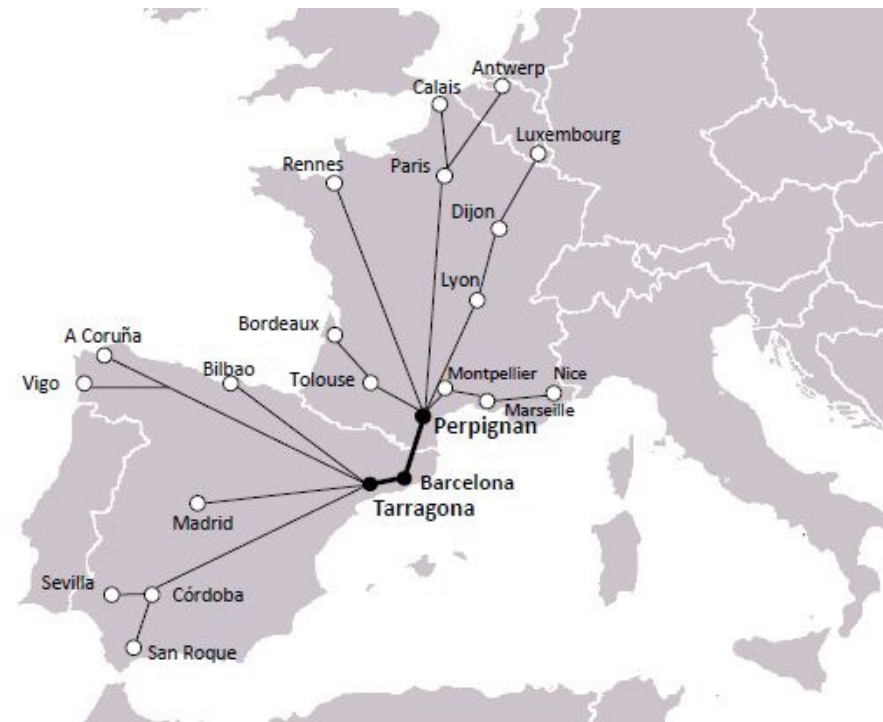 Antwerp
Calais
Luxembourg
Rennes
Paris
Dijon
Lyon
Bordeaux
A Coruña
Bilbao
Tolouse
Montpellier
Nice
Vigo
Marseille
Perpignan
Barcelona
Tarragona
Madrid
Sevilla
Córdoba
San Roque